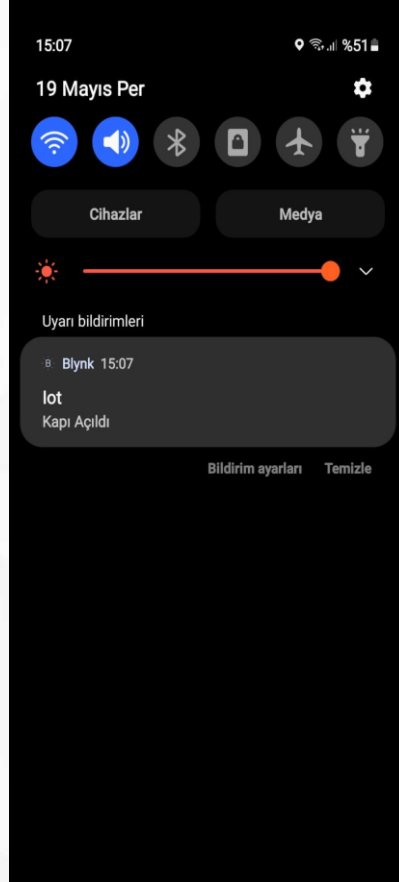 15:07 %51
19 Mayıs Per
Cihazlar Medya
Uyarı bildirimleri
B Blynk 15:07
Iot
Kapı Açıldı
Bildirim ayarları Temizle